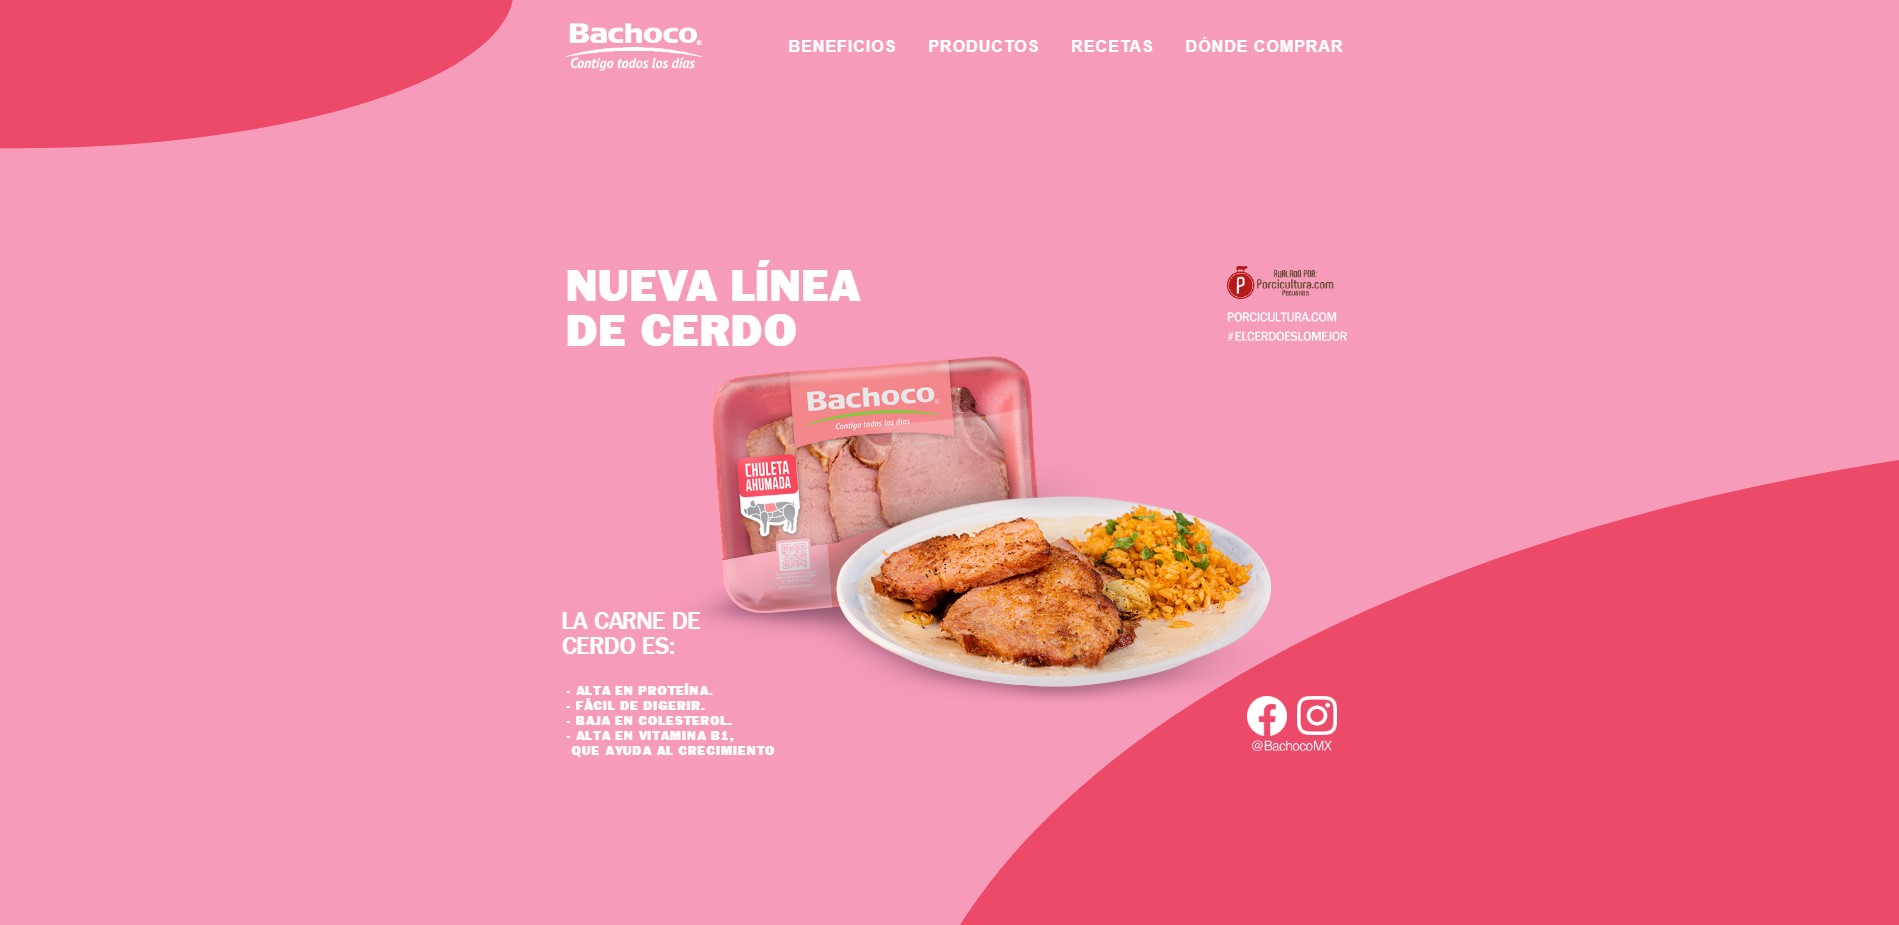 Bachoco®
Contigo todos los días
BENEFICIOS
PRODUCTOS
RECETAS
DÓNDE COMPRAR
NUEVA LÍNEA
DE CERDO
AVALADO POR:
Porcicultura.com
Pecuarios
PORCICULTURA.COM
#ELCERDOESLOMEJOR
Bachoco®
Contigo todos los días
CHULETA
AHUMADA
LA CARNE DE
CERDO ES:
- ALTA EN PROTEÍNA.
- FÁCIL DE DIGERIR.
- BAJA EN COLESTEROL.
- ALTA EN VITAMINA B1,
QUE AYUDA AL CRECIMIENTO
@BachocoMX